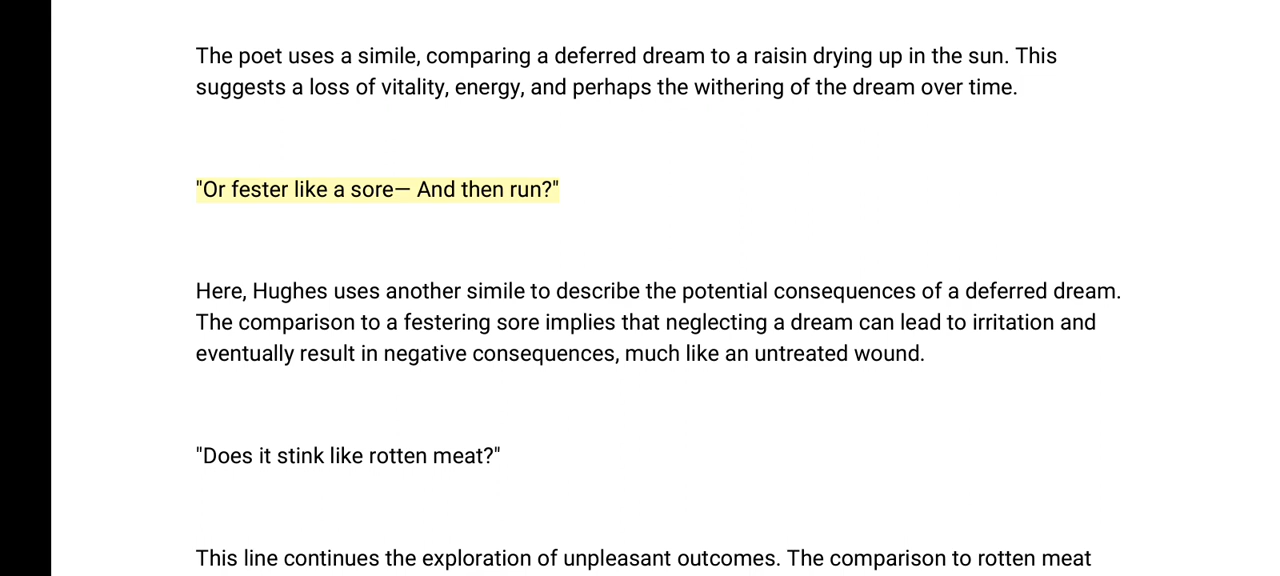 The poet uses a simile, comparing a deferred dream to a raisin drying up in the sun. This
suggests a loss of vitality, energy, and perhaps the withering of the dream over time.
"Or fester like a sore— And then run?"
Here, Hughes uses another simile to describe the potential consequences of a deferred dream.
The comparison to a festering sore implies that neglecting a dream can lead to irritation and
eventually result in negative consequences, much like an untreated wound.
"Does it stink like rotten meat?"
This line continues the exploration of unpleasant outcomes. The comparison to rotten meat